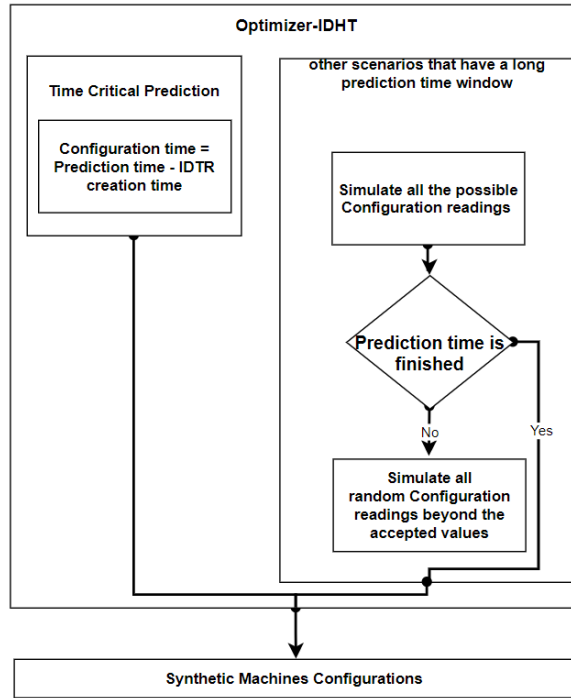 Optimizer-IDHT
Time Critical Prediction
Configuration time =
Prediction time - IDTR
creation time
other scenarios that have a long
prediction time window
Simulate all the possible
Configuration readings
Prediction time is
finished
No
Yes
Simulate all
random Configuration
readings beyond the
accepted values
Synthetic Machines Configurations